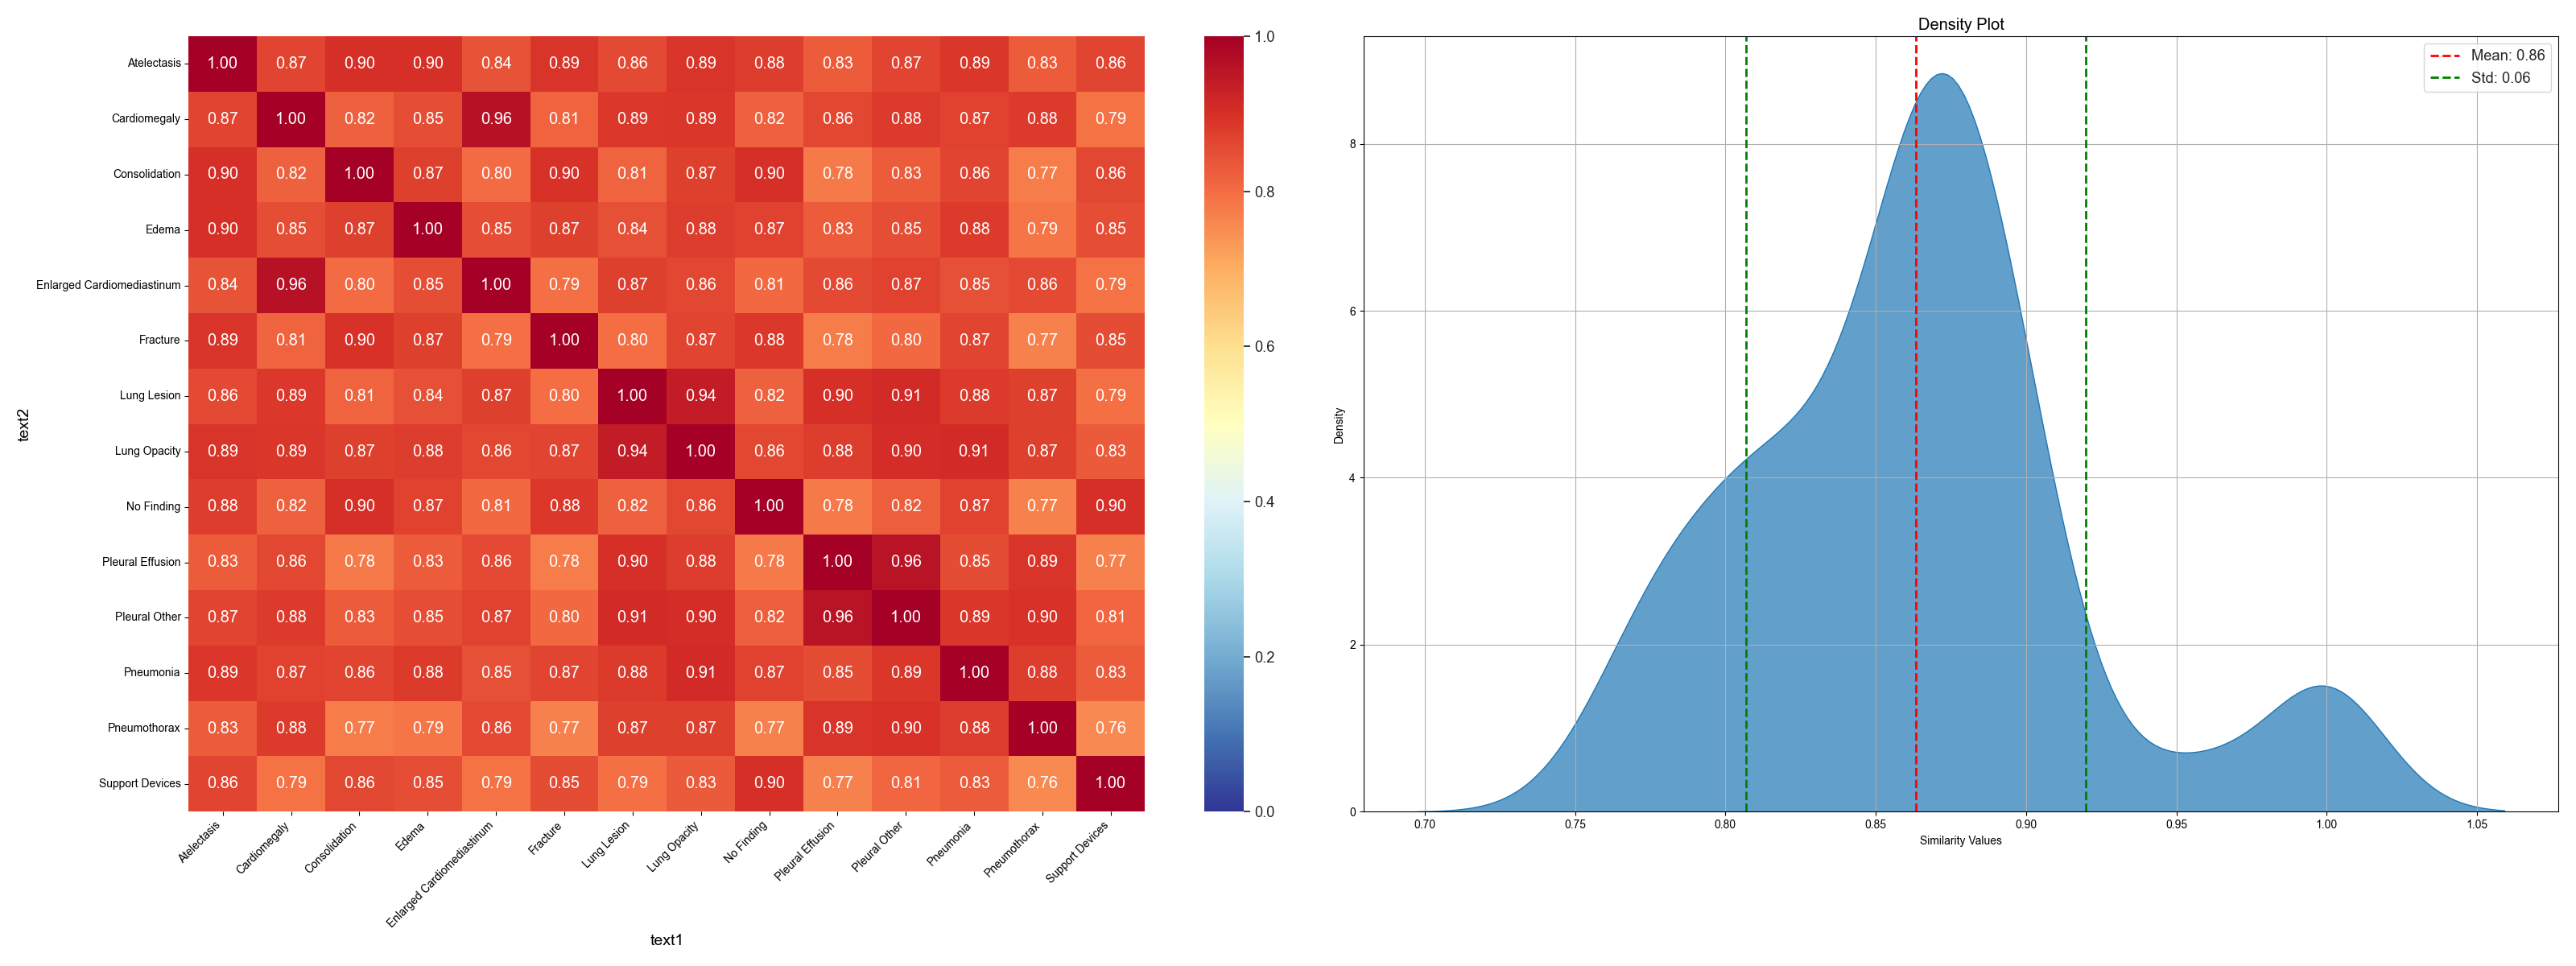 Atelectasis 1.00 0.87 0.90 0.90 0.84 0.89 0.86 0.89 0.88 0.83 0.87 0.89 0.83 0.86
Cardiomegaly 0.87 1.00 0.82 0.85 0.96 0.81 0.89 0.89 0.82 0.86 0.88 0.87 0.88 0.79
Consolidation 0.90 0.82 1.00 0.87 0.80 0.90 0.81 0.87 0.90 0.78 0.83 0.86 0.77 0.86
Edema 0.90 0.85 0.87 1.00 0.85 0.87 0.84 0.88 0.87 0.83 0.85 0.88 0.79 0.85
Enlarged Cardiomediastinum 0.84 0.96 0.80 0.85 1.00 0.79 0.87 0.86 0.81 0.86 0.87 0.85 0.86 0.79
Fracture 0.89 0.81 0.90 0.87 0.79 1.00 0.80 0.87 0.88 0.78 0.80 0.87 0.77 0.85
Lung Lesion 0.86 0.89 0.81 0.84 0.87 0.80 1.00 0.94 0.82 0.90 0.91 0.88 0.87 0.79
Lung Opacity 0.89 0.89 0.87 0.88 0.86 0.87 0.94 1.00 0.86 0.88 0.90 0.91 0.87 0.83
No Finding 0.88 0.82 0.90 0.87 0.81 0.88 0.82 0.86 1.00 0.78 0.82 0.87 0.77 0.90
Pleural Effusion 0.83 0.86 0.78 0.83 0.86 0.78 0.90 0.88 0.78 1.00 0.96 0.85 0.89 0.77
Pleural Other 0.87 0.88 0.83 0.85 0.87 0.80 0.91 0.90 0.82 0.96 1.00 0.89 0.90 0.81
Pneumonia 0.89 0.87 0.86 0.88 0.85 0.87 0.88 0.91 0.87 0.85 0.89 1.00 0.88 0.83
Pneumothorax 0.83 0.88 0.77 0.79 0.86 0.77 0.87 0.87 0.77 0.89 0.90 0.88 1.00 0.76
Support Devices 0.86 0.79 0.86 0.85 0.79 0.85 0.79 0.83 0.90 0.77 0.81 0.83 0.76 1.00
Atelectasis
Cardiomegaly
Consolidation
Edema
Enlarged Cardiomediastinum
Fracture
Lung Lesion
Lung Opacity
No Finding
Pleural Effusion
Pleural Other
Pneumonia
Pneumothorax
Support Devices
text1
text2
1.0
0.8
0.6
0.4
0.2
0.0
Density Plot
Mean: 0.86
Std: 0.06
8
6
4
2
0
Density
0.70 0.75 0.80 0.85 0.90 0.95 1.00 1.05
Similarity Values